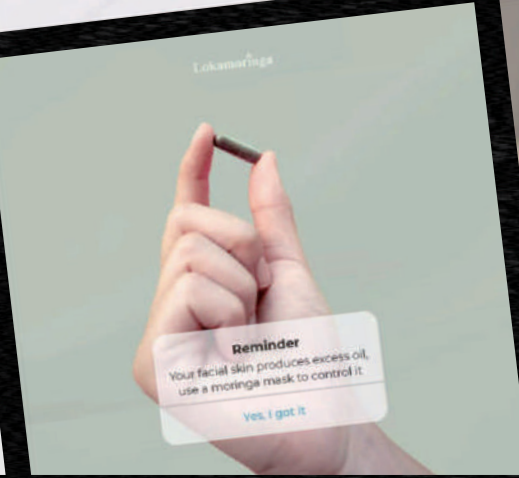 Lokamoringa
Reminder
Your facial skin produces excess oil,
use a moringa mask to control it
Yes, I got it